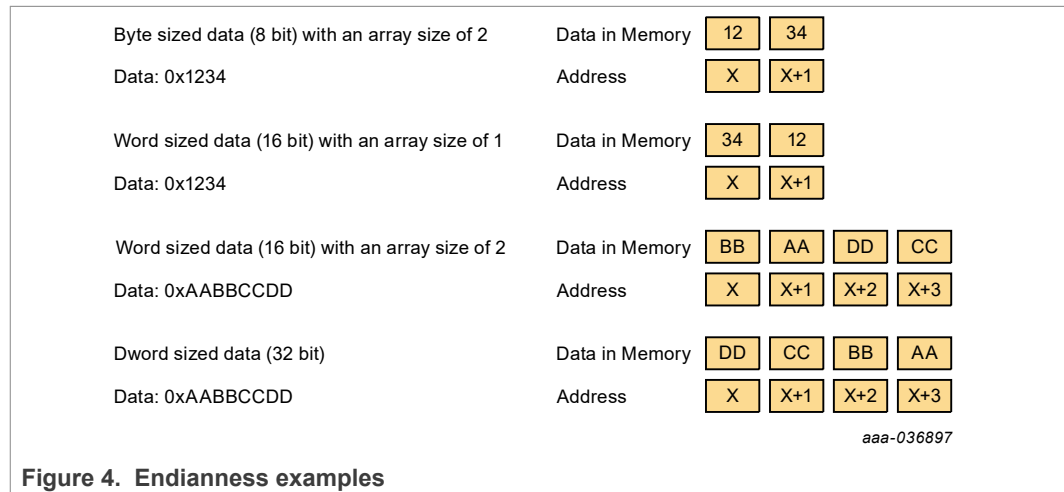 Byte sized data (8 bit) with an array size of 2 Data in Memory 12 34
Data: 0x1234 Address X X+1
Word sized data (16 bit) with an array size of 1 Data in Memory 34 12
Data: 0x1234 Address X X+1
Word sized data (16 bit) with an array size of 2 Data in Memory BB AA DD CC
Data: 0xAABBCCDD Address X X+1 X+2 X+3
Dword sized data (32 bit) Data in Memory DD CC BB AA
Data: 0xAABBCCDD Address X X+1 X+2 X+3
aaa-036897
Figure 4. Endianness examples